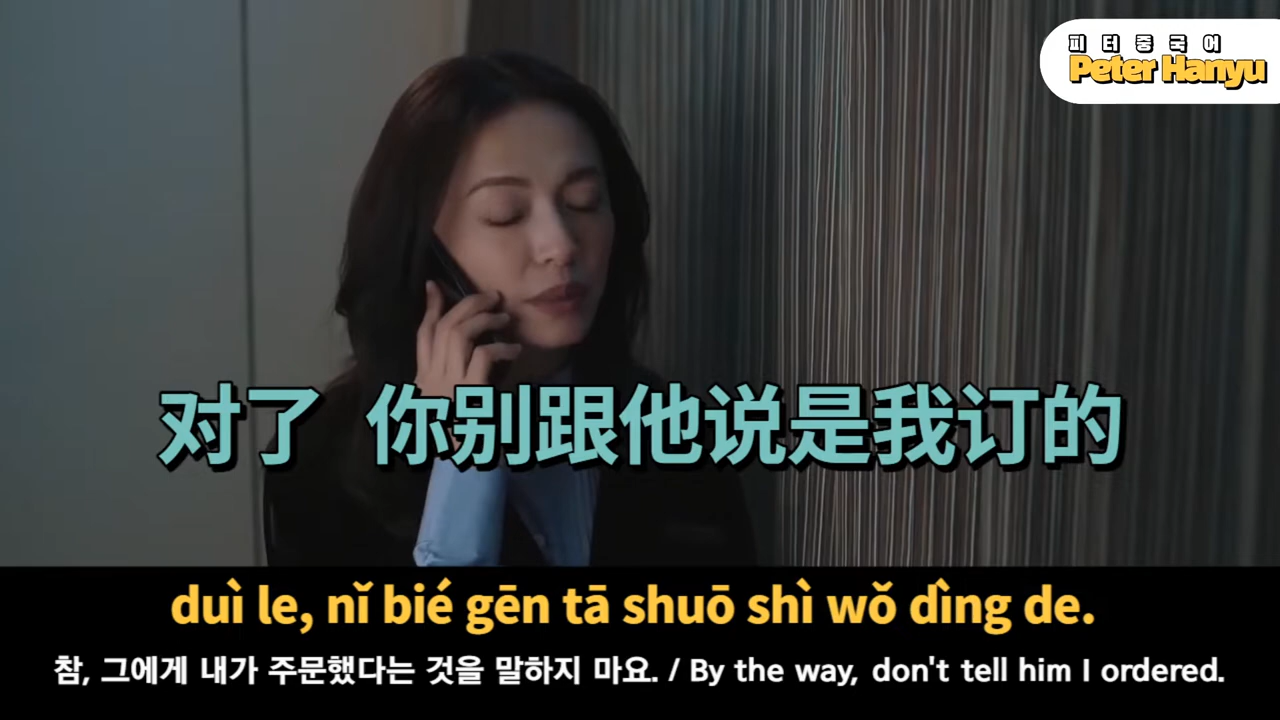 피터중국어
Peter Hanyu
对了 你别跟他说是我订的
duì le, nǐ bié gēn tā shuō shì wǒ dìng de.
참, 그에게 내가 주문했다는 것을 말하지 마요. / By the way, don't tell him I ordered.